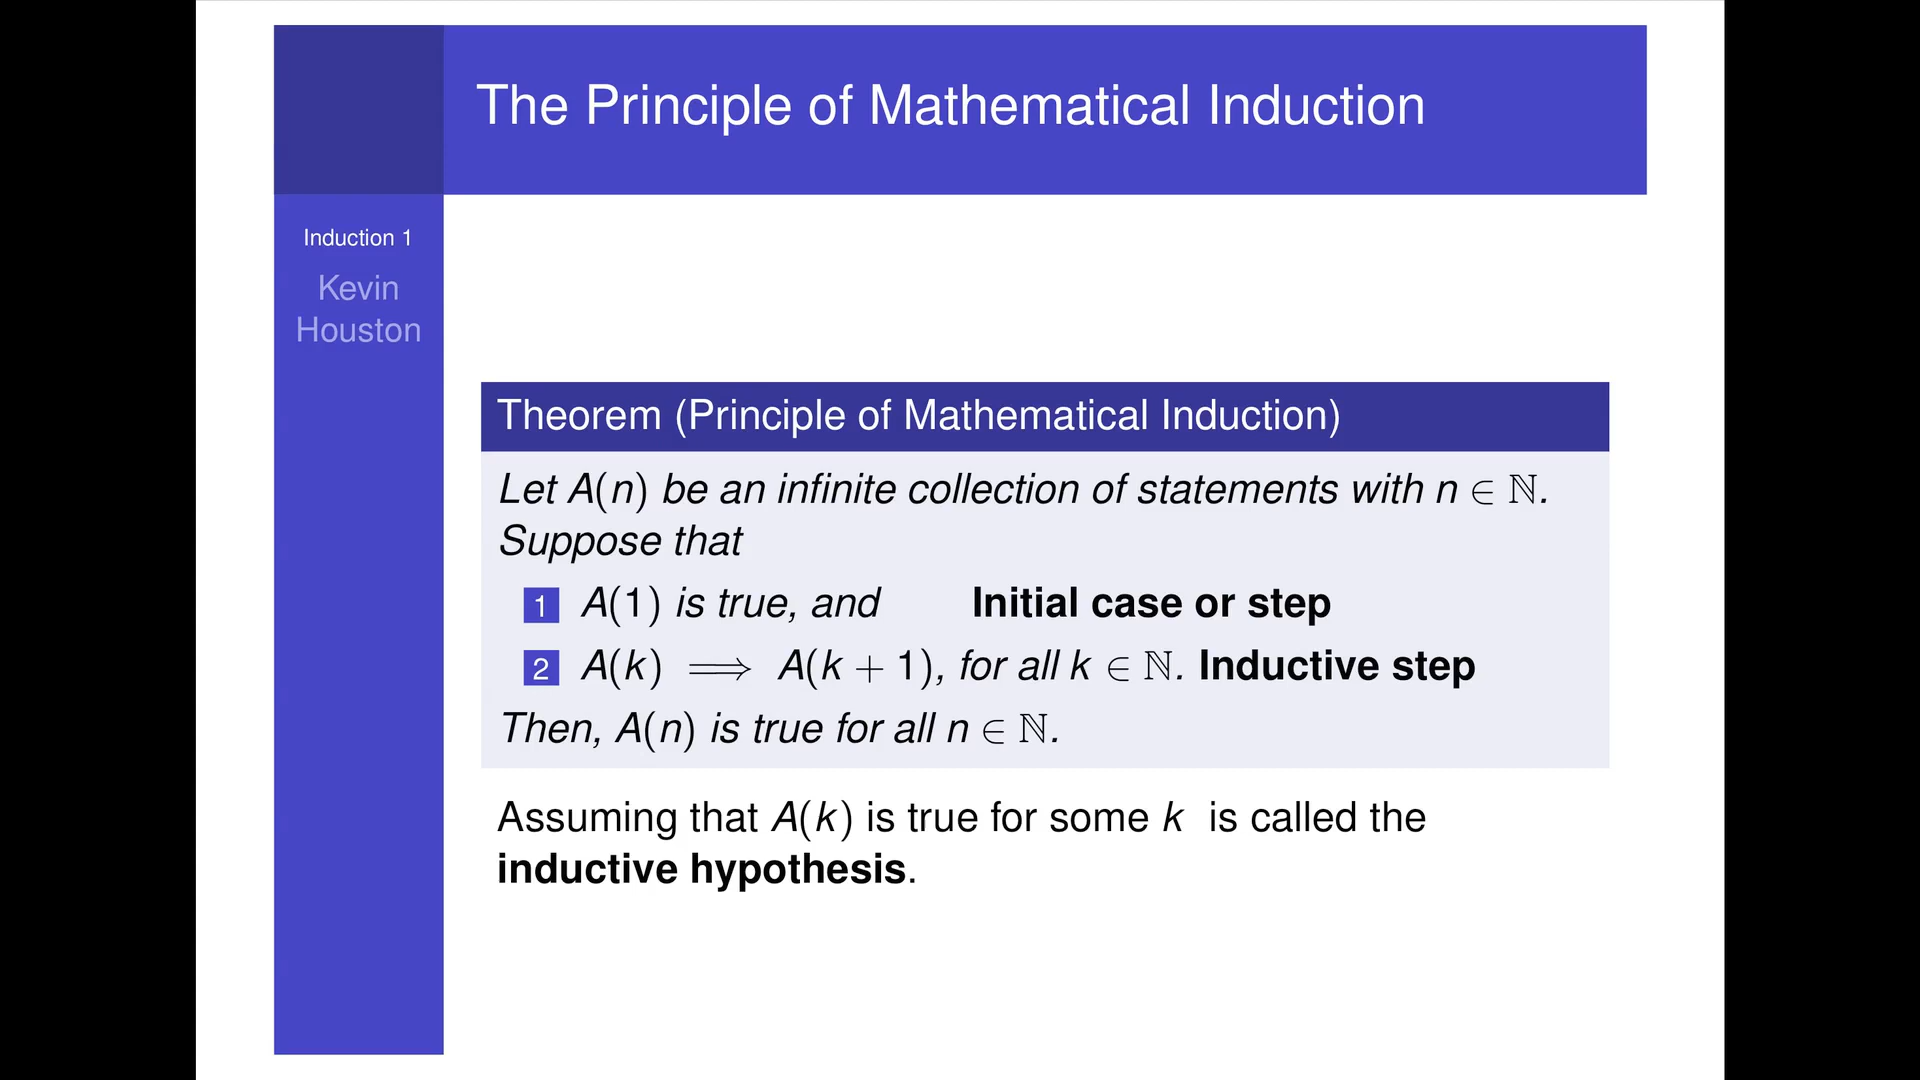 The Principle of Mathematical Induction
Induction 1
Kevin
Houston
Theorem (Principle of Mathematical Induction)
Let A(n) be an infinite collection of statements with n ∈ ℕ.
Suppose that
1 A(1) is true, and Initial case or step
2 A(k) ⟹ A(k + 1), for all k ∈ ℕ. Inductive step
Then, A(n) is true for all n ∈ ℕ.
Assuming that A(k) is true for some k is called the
inductive hypothesis.